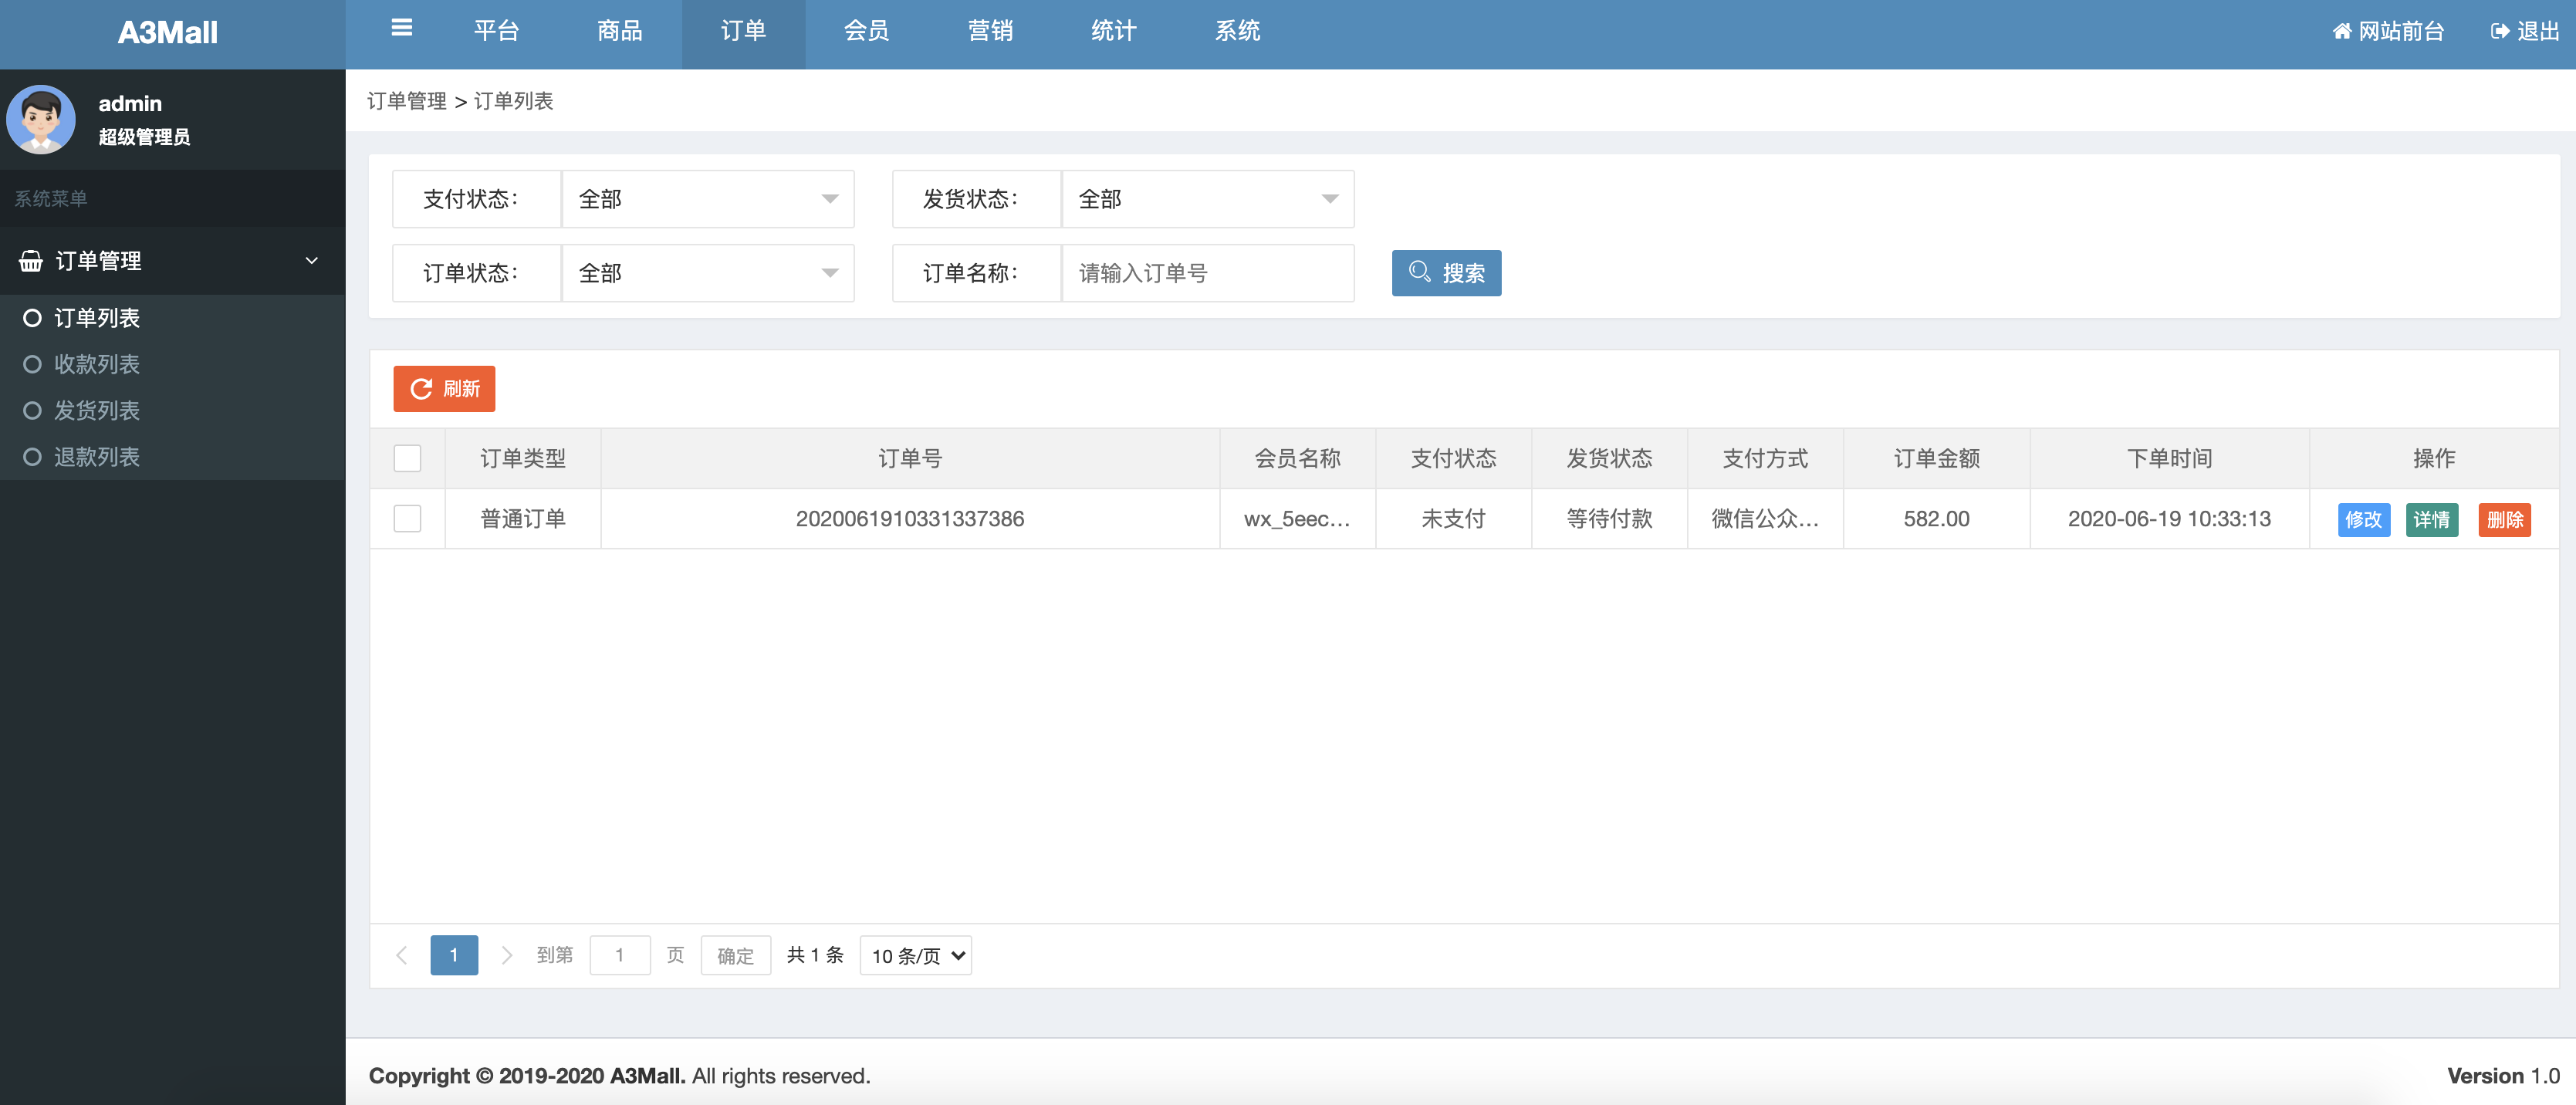 A3Mall
平台 商品 订单 会员 营销 统计 系统 网站前台 退出
admin
超级管理员
系统菜单
订单管理
订单列表
收款列表
发货列表
退款列表
订单管理 > 订单列表
支付状态： 全部 发货状态： 全部
订单状态： 全部 订单名称： 请输入订单号 搜索
刷新
订单类型 订单号 会员名称 支付状态 发货状态 支付方式 订单金额 下单时间 操作
普通订单 2020061910331337386 wx_5eec... 未支付 等待付款 微信公众... 582.00 2020-06-19 10:33:13 修改 详情 删除
1 到第 1 页 确定 共 1 条 10 条/页
Copyright © 2019-2020 A3Mall. All rights reserved. Version 1.0